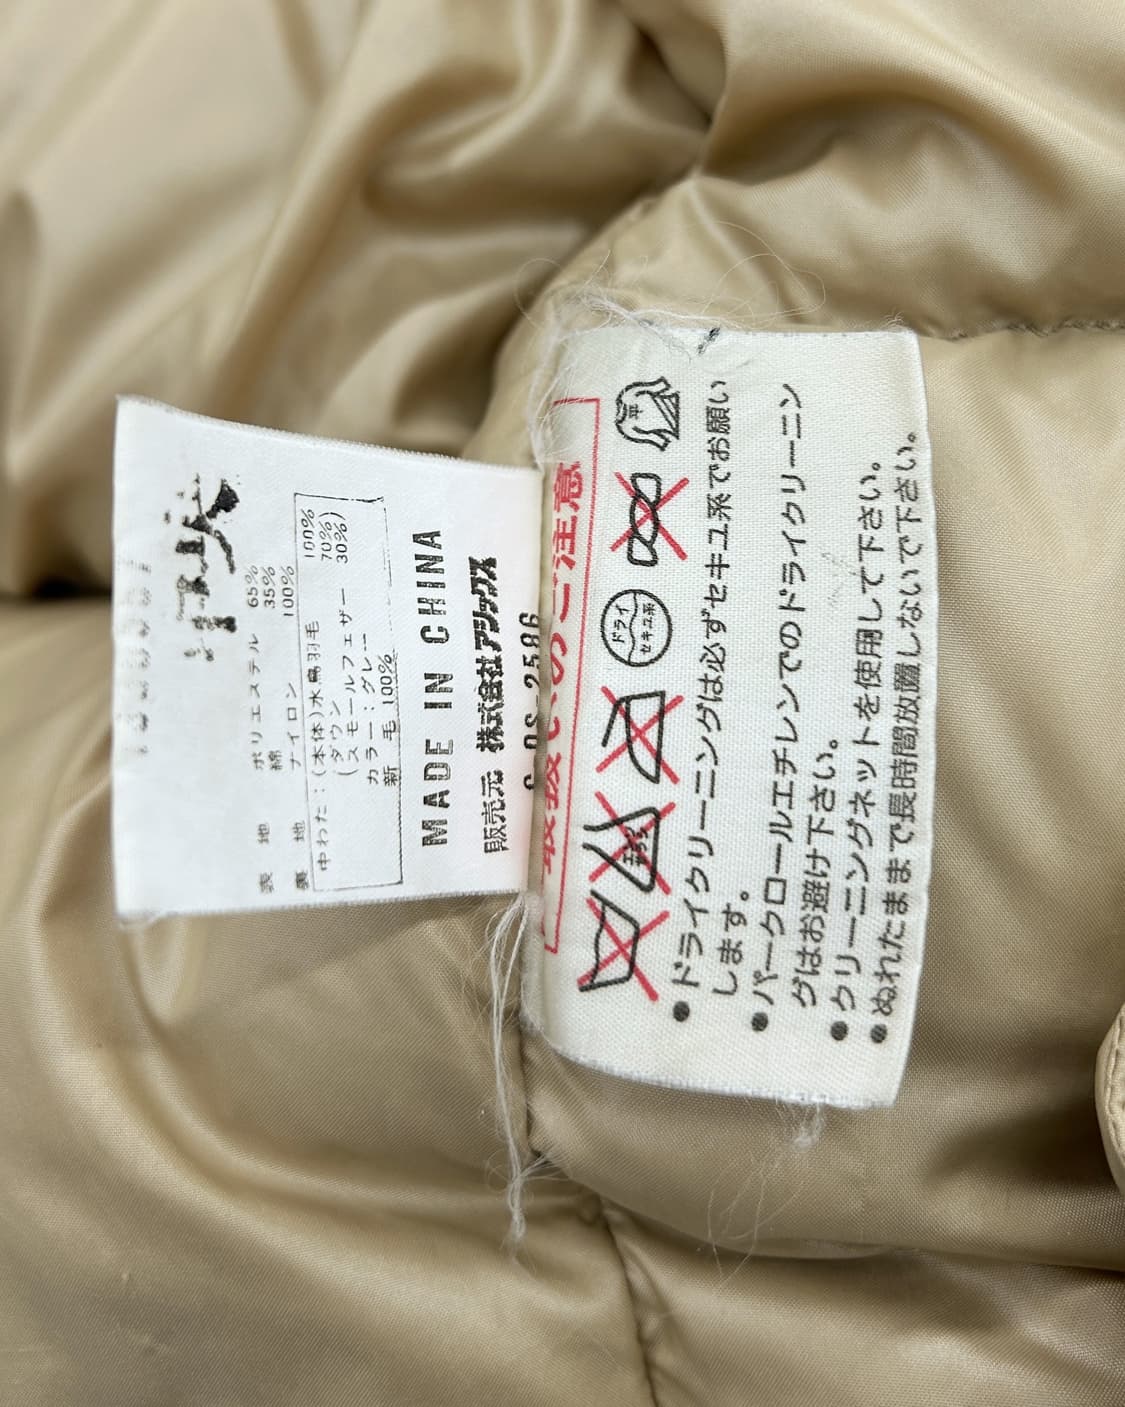 表 地 ポリエステル 65%
綿 35%
裏 地 ナイロン 100%
中わた：(本体)水鳥羽毛 100%
(ダウン 70%
(スモールフェザー 30%)
カラー：グレー
新 毛 100%
MADE IN CHINA
販売元 株式会社アシックス
2586
取扱いのご注意
エンソサラシ
ドライ
セキユ系
平
●ドライクリーニングは必ずセキユ系でお願い
します。
●パークロールエチレンでのドライクリーニン
グはお避け下さい。
●クリーニングネットを使用して下さい。
●ぬれたままで長時間放置しないで下さい。